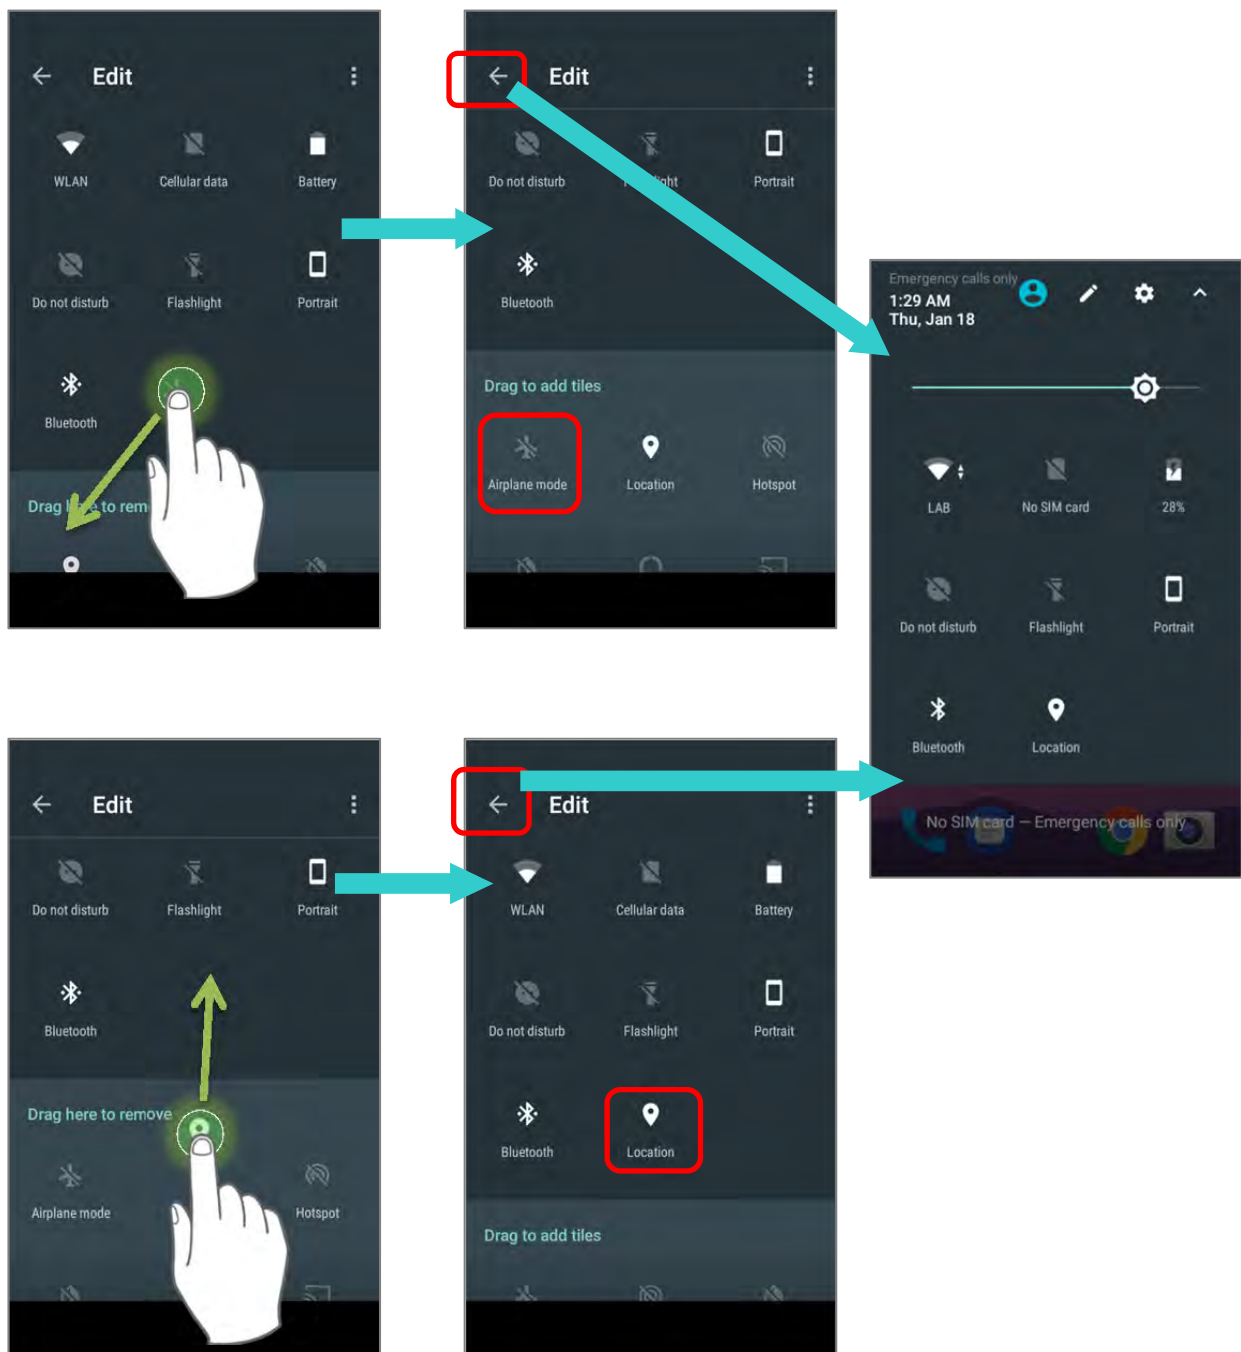 Edit
WLAN Cellular data Battery
Do not disturb Flashlight Portrait
Bluetooth
Edit
Do not disturb Portrait
Bluetooth
Drag to add tiles
Airplane mode Location Hotspot
Emergency calls only
1:29 AM
Thu, Jan 18
LAB No SIM card 28%
Do not disturb Flashlight Portrait
Bluetooth Location
No SIM card – Emergency calls only
Edit
Do not disturb Flashlight Portrait
Bluetooth
Drag here to remove
Airplane mode Hotspot
Edit
WLAN Cellular data Battery
Do not disturb Flashlight Portrait
Bluetooth Location
Drag to add tiles